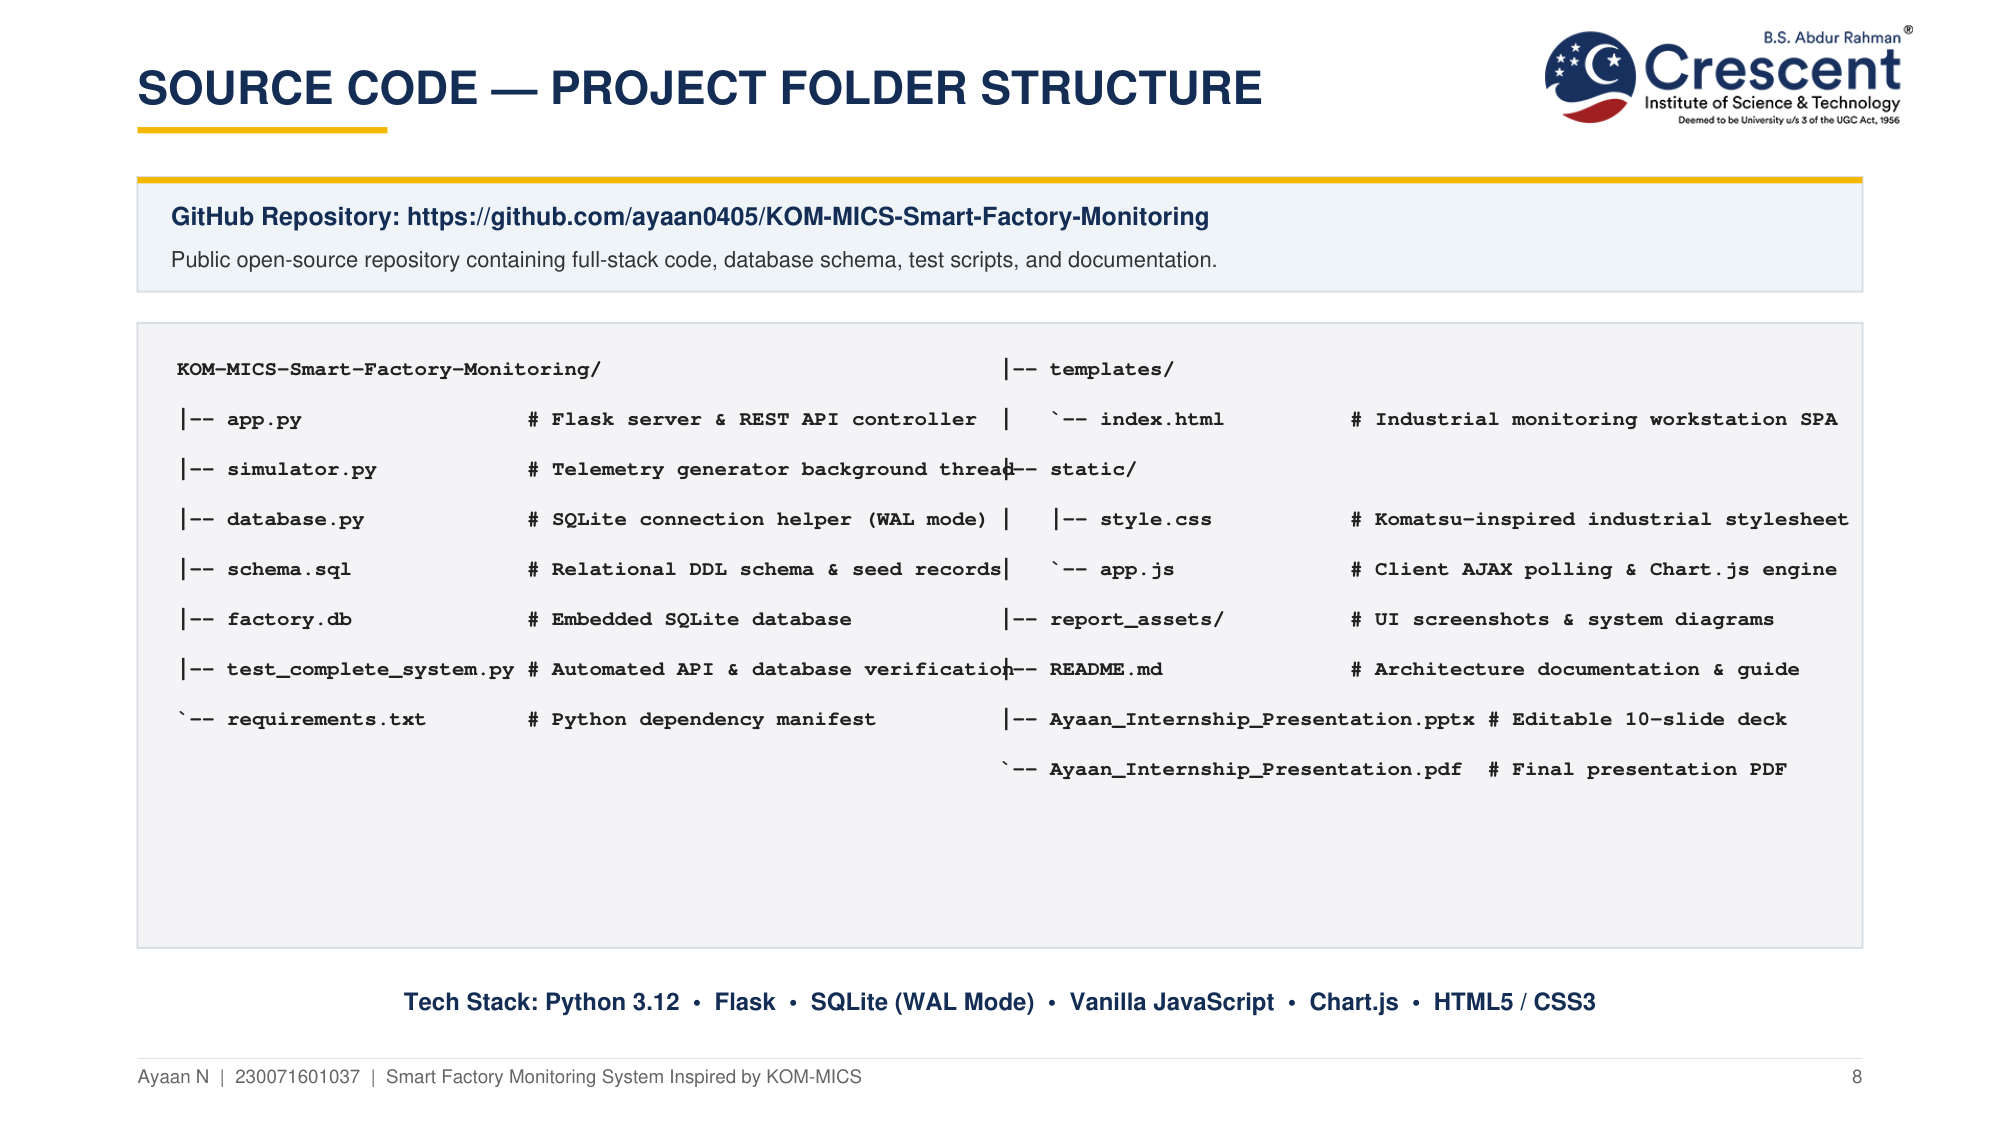 SOURCE CODE — PROJECT FOLDER STRUCTURE
B.S. Abdur Rahman ®
Crescent
Institute of Science & Technology
Deemed to be University u/s 3 of the UGC Act, 1956
GitHub Repository: https://github.com/ayaan0405/KOM-MICS-Smart-Factory-Monitoring
Public open-source repository containing full-stack code, database schema, test scripts, and documentation.
KOM-MICS-Smart-Factory-Monitoring/
|-- app.py # Flask server & REST API controller
|-- simulator.py # Telemetry generator background thread
|-- database.py # SQLite connection helper (WAL mode)
|-- schema.sql # Relational DDL schema & seed records
|-- factory.db # Embedded SQLite database
|-- test_complete_system.py # Automated API & database verification
`-- requirements.txt # Python dependency manifest
|-- templates/
| `-- index.html # Industrial monitoring workstation SPA
|-- static/
| |-- style.css # Komatsu-inspired industrial stylesheet
| `-- app.js # Client AJAX polling & Chart.js engine
|-- report_assets/ # UI screenshots & system diagrams
|-- README.md # Architecture documentation & guide
|-- Ayaan_Internship_Presentation.pptx # Editable 10-slide deck
`-- Ayaan_Internship_Presentation.pdf # Final presentation PDF
Tech Stack: Python 3.12 • Flask • SQLite (WAL Mode) • Vanilla JavaScript • Chart.js • HTML5 / CSS3
Ayaan N | 230071601037 | Smart Factory Monitoring System Inspired by KOM-MICS
8